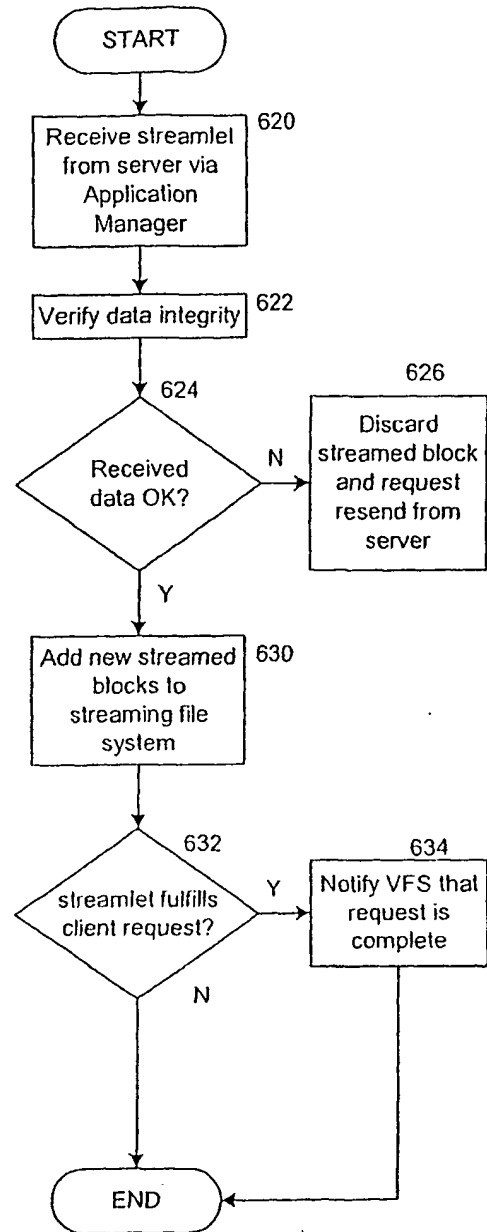 START
620
Receive streamlet
from server via
Application
Manager
Verify data integrity
622
624
626
Received
data OK?
N
Discard
streamed block
and request
resend from
server
Y
Add new streamed
blocks to
streaming file
system
630
632
634
streamlet fulfills
client request?
Y
Notify VFS that
request is
complete
N
END